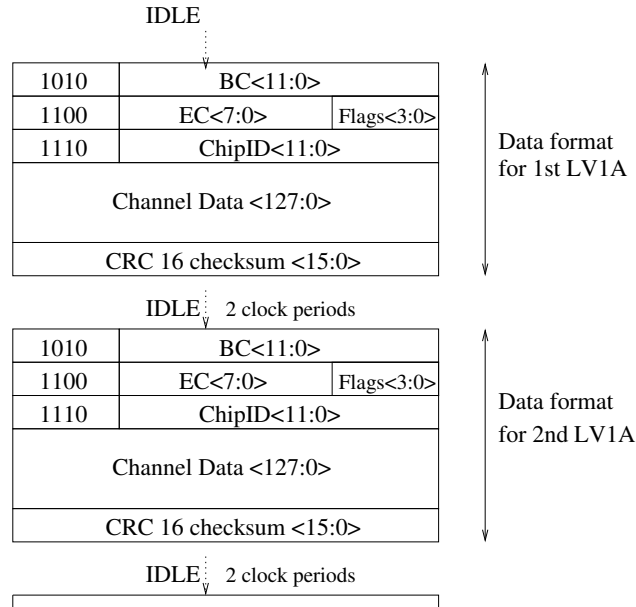 IDLE
1010 BC<11:0>
1100 EC<7:0> Flags<3:0>
1110 ChipID<11:0>
Channel Data <127:0>
CRC 16 checksum <15:0>
Data format
for 1st LV1A
IDLE 2 clock periods
1010 BC<11:0>
1100 EC<7:0> Flags<3:0>
1110 ChipID<11:0>
Channel Data <127:0>
CRC 16 checksum <15:0>
Data format
for 2nd LV1A
IDLE 2 clock periods